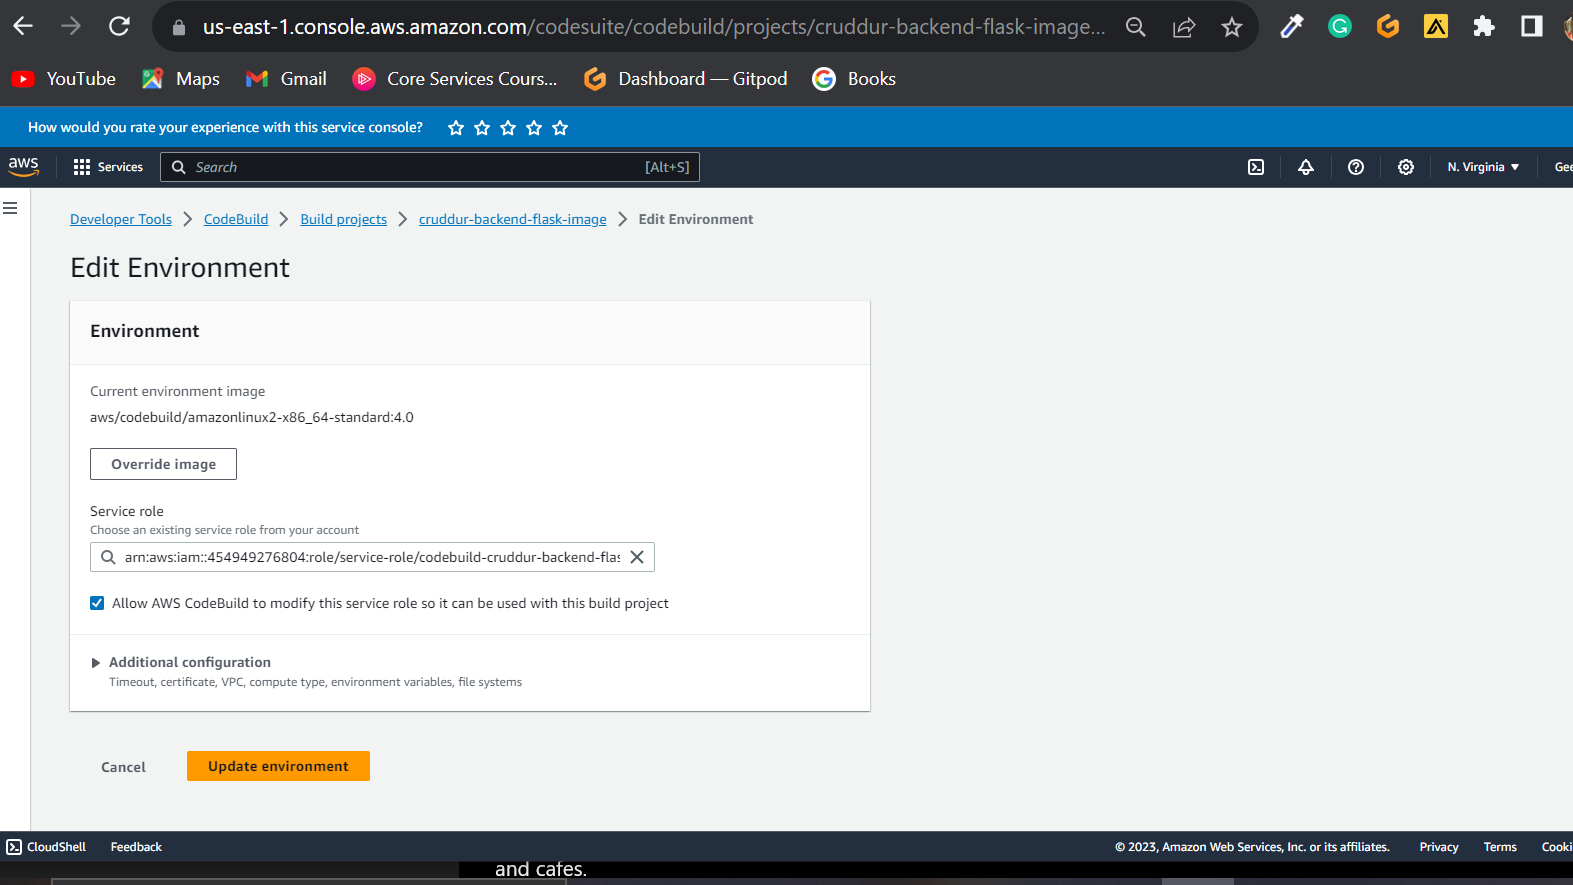 us-east-1.console.aws.amazon.com/codesuite/codebuild/projects/cruddur-backend-flask-image...
YouTube Maps Gmail Core Services Cours... Dashboard — Gitpod Books
How would you rate your experience with this service console?
aws Services Search [Alt+S] N. Virginia Gee
Developer Tools CodeBuild Build projects cruddur-backend-flask-image Edit Environment
Edit Environment
Environment
Current environment image
aws/codebuild/amazonlinux2-x86_64-standard:4.0
Override image
Service role
Choose an existing service role from your account
arn:aws:iam::454949276804:role/service-role/codebuild-cruddur-backend-flas
Allow AWS CodeBuild to modify this service role so it can be used with this build project
Additional configuration
Timeout, certificate, VPC, compute type, environment variables, file systems
Cancel Update environment
CloudShell Feedback © 2023, Amazon Web Services, Inc. or its affiliates. Privacy Terms Cooki
and cafes.